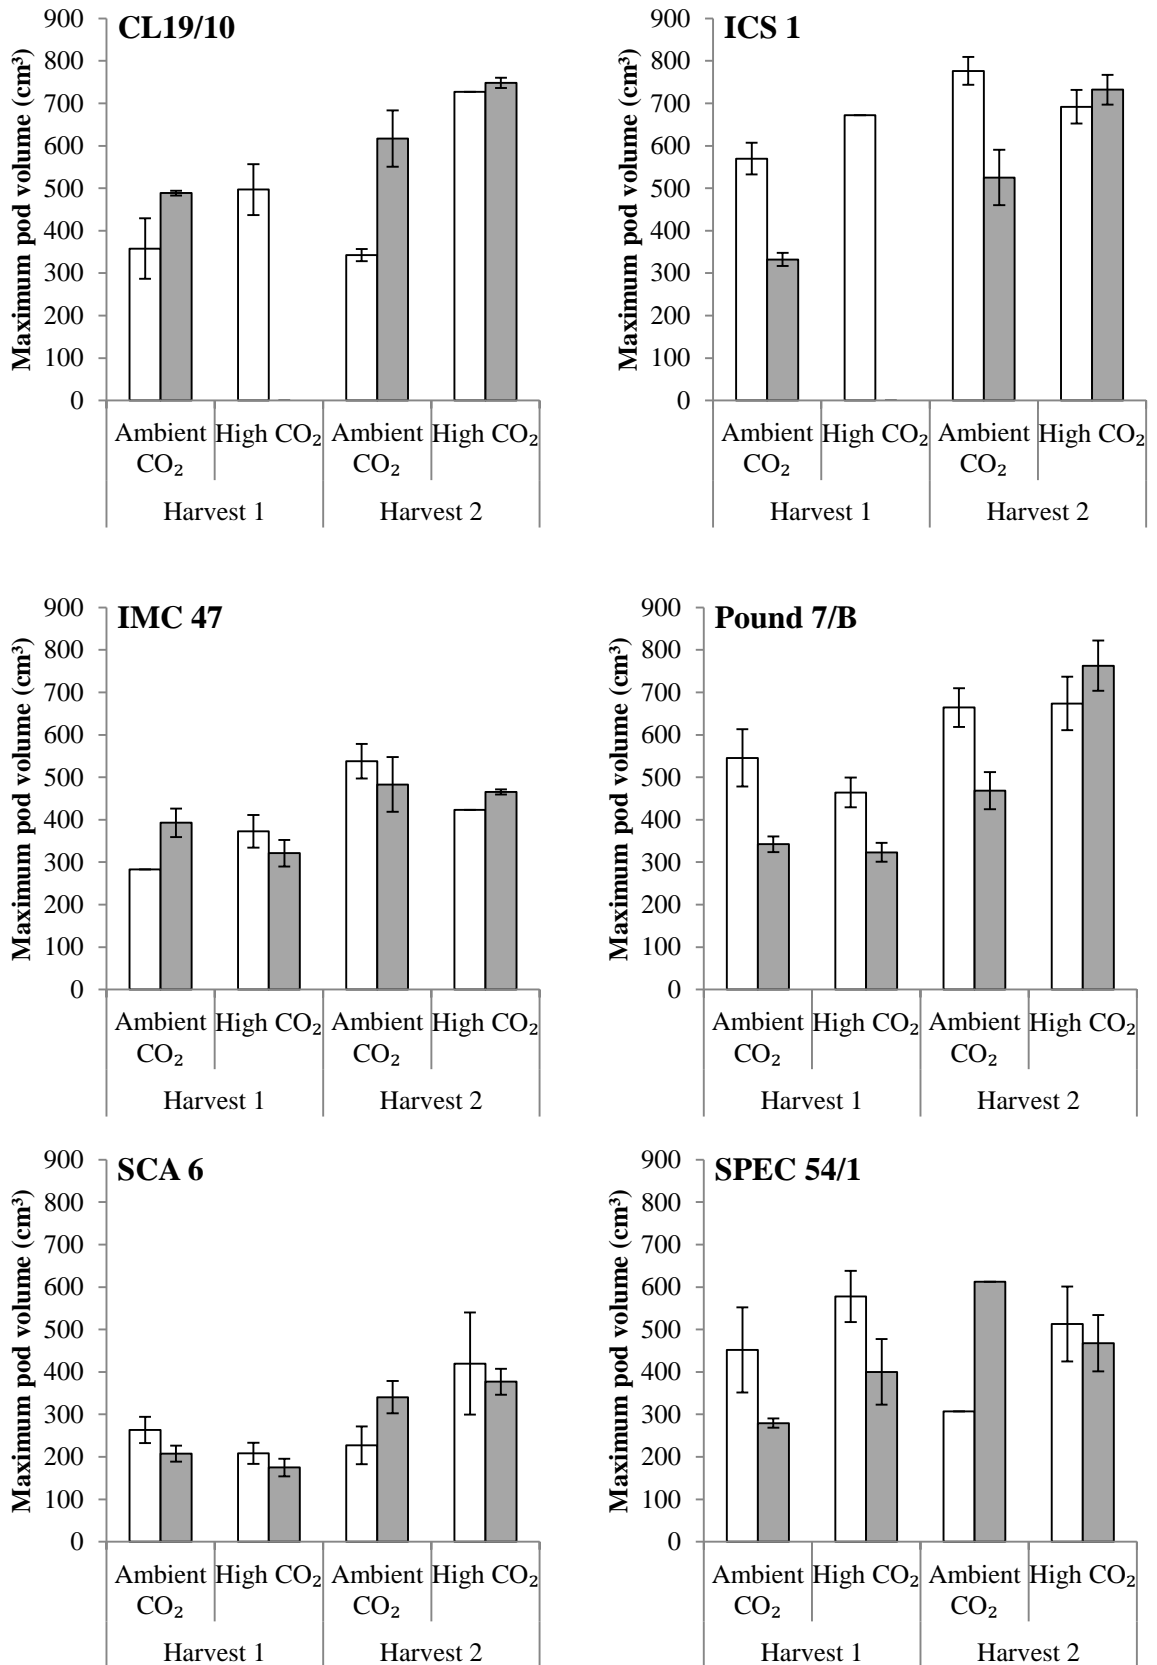 CL19/10
Maximum pod volume (cm³)
900
800
700
600
500
400
300
200
100
0
Ambient CO₂
High CO₂
Ambient CO₂
High CO₂
Harvest 1
Harvest 2
ICS 1
Maximum pod volume (cm³)
900
800
700
600
500
400
300
200
100
0
Ambient CO₂
High CO₂
Ambient CO₂
High CO₂
Harvest 1
Harvest 2
IMC 47
Maximum pod volume (cm³)
900
800
700
600
500
400
300
200
100
0
Ambient CO₂
High CO₂
Ambient CO₂
High CO₂
Harvest 1
Harvest 2
Pound 7/B
Maximum pod volume (cm³)
900
800
700
600
500
400
300
200
100
0
Ambient CO₂
High CO₂
Ambient CO₂
High CO₂
Harvest 1
Harvest 2
SCA 6
Maximum pod volume (cm³)
900
800
700
600
500
400
300
200
100
0
Ambient CO₂
High CO₂
Ambient CO₂
High CO₂
Harvest 1
Harvest 2
SPEC 54/1
Maximum pod volume (cm³)
900
800
700
600
500
400
300
200
100
0
Ambient CO₂
High CO₂
Ambient CO₂
High CO₂
Harvest 1
Harvest 2